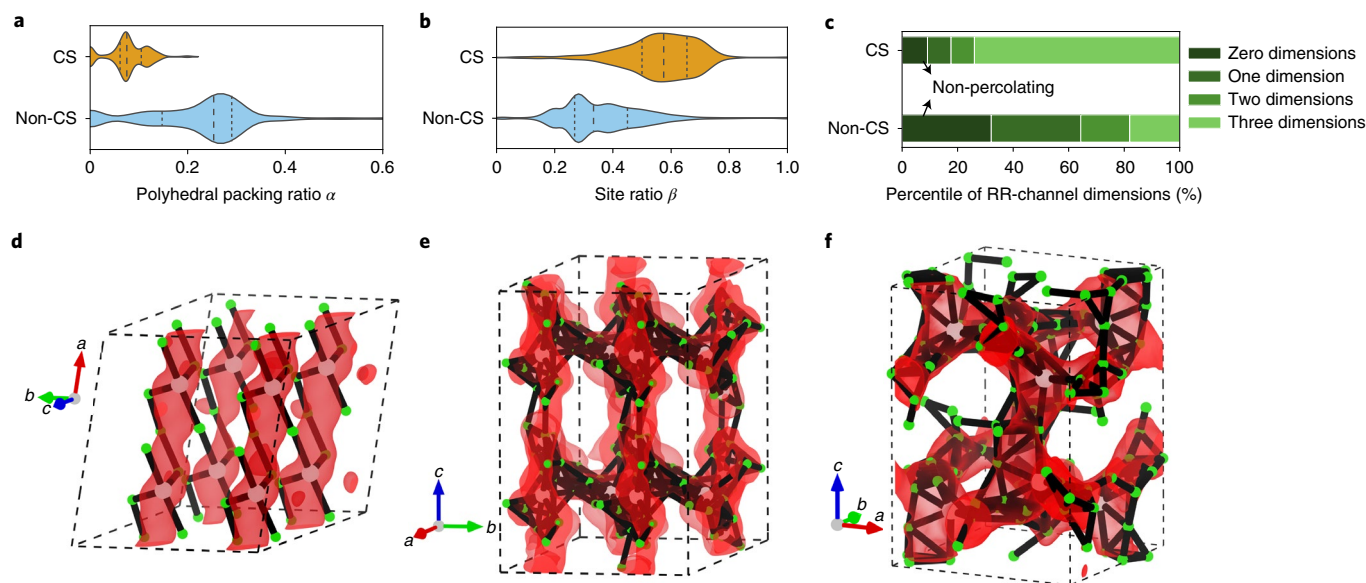 a
CS
Non-CS
0
0.2
0.4
0.6
Polyhedral packing ratio α
b
CS
Non-CS
0
0.2
0.4
0.6
0.8
1.0
Site ratio β
c
CS
Non-CS
Non-percolating
0
20
40
60
80
100
Percentile of RR-channel dimensions (%)
Zero dimensions
One dimension
Two dimensions
Three dimensions
d
a
b
c
e
c
b
a
f
c
b
a